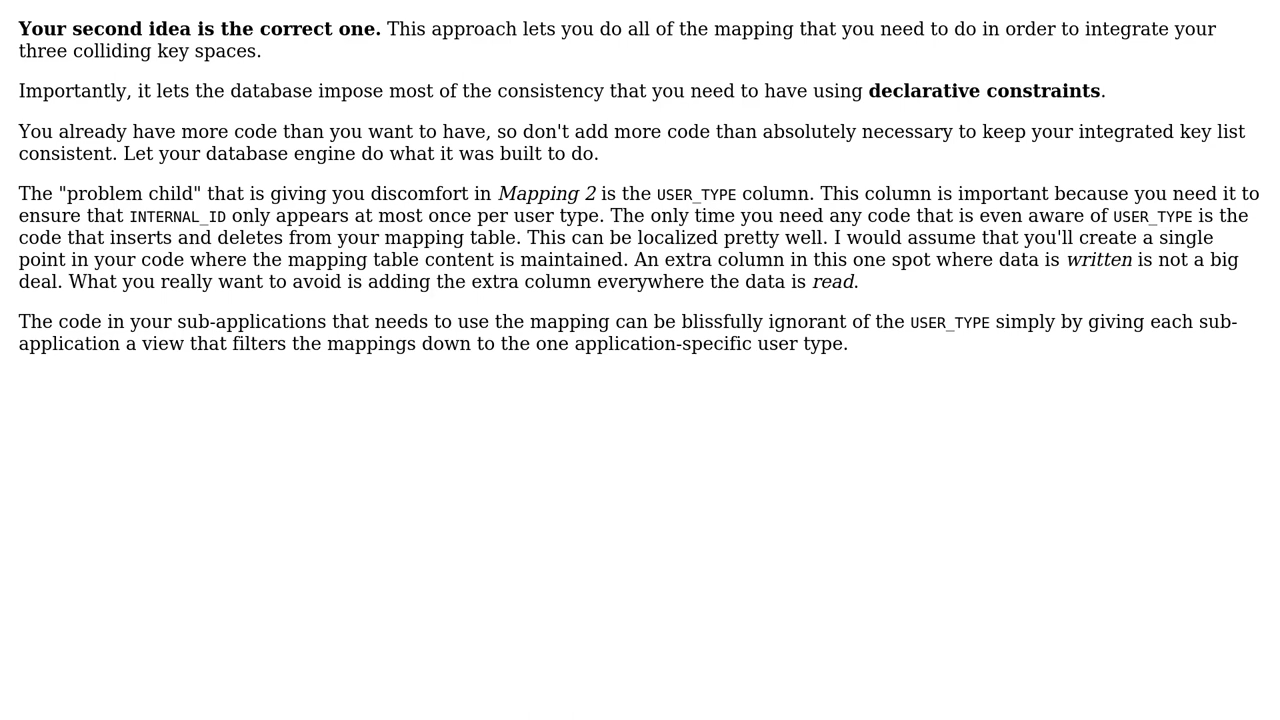 Your second idea is the correct one. This approach lets you do all of the mapping that you need to do in order to integrate your
three colliding key spaces.
Importantly, it lets the database impose most of the consistency that you need to have using declarative constraints.
You already have more code than you want to have, so don't add more code than absolutely necessary to keep your integrated key list
consistent. Let your database engine do what it was built to do.
The "problem child" that is giving you discomfort in Mapping 2 is the USER_TYPE column. This column is important because you need it to
ensure that INTERNAL_ID only appears at most once per user type. The only time you need any code that is even aware of USER_TYPE is the
code that inserts and deletes from your mapping table. This can be localized pretty well. I would assume that you'll create a single
point in your code where the mapping table content is maintained. An extra column in this one spot where data is written is not a big
deal. What you really want to avoid is adding the extra column everywhere the data is read.
The code in your sub-applications that needs to use the mapping can be blissfully ignorant of the USER_TYPE simply by giving each sub-
application a view that filters the mappings down to the one application-specific user type.